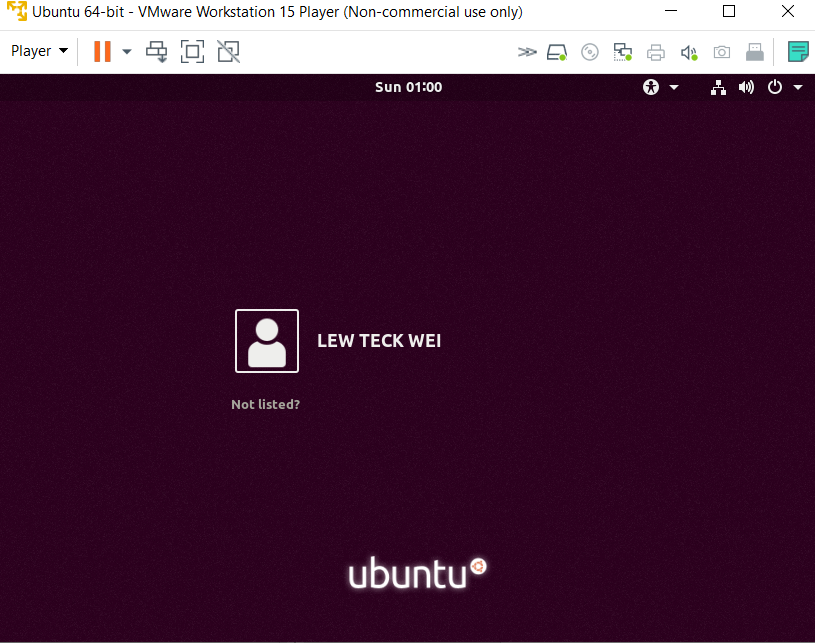 Ubuntu 64-bit - VMware Workstation 15 Player (Non-commercial use only)
Player
Sun 01:00
LEW TECK WEI
Not listed?
ubuntu